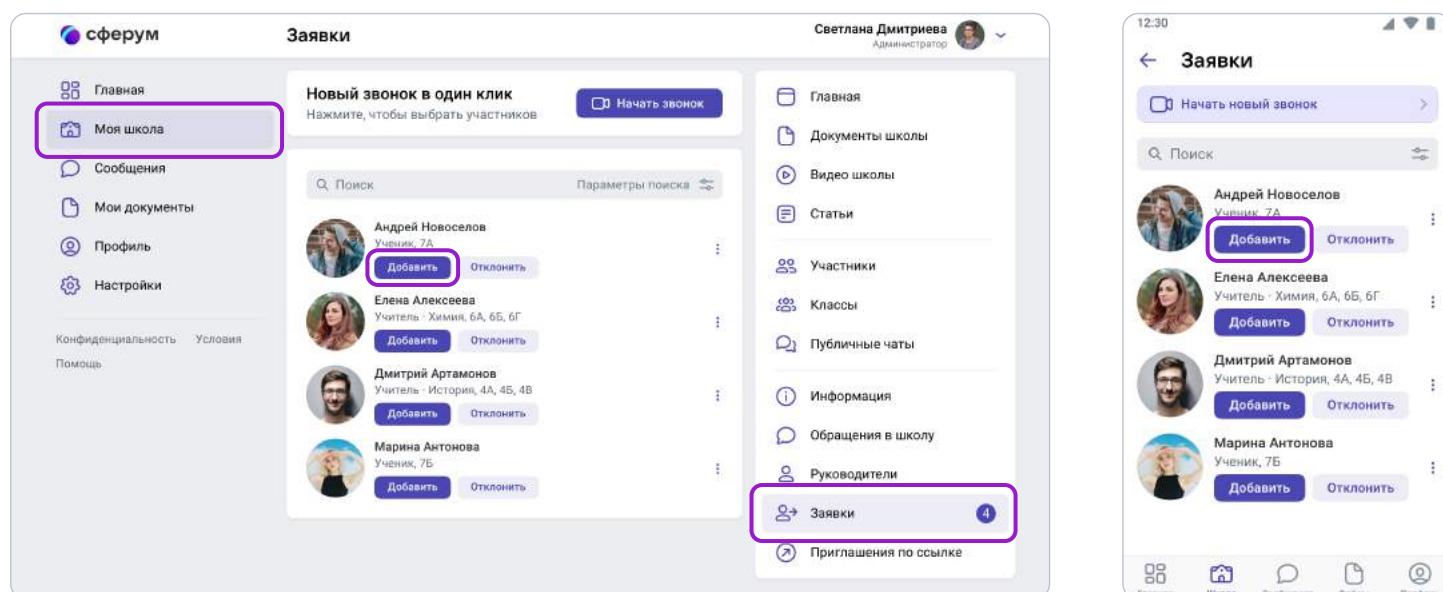 сферум
Заявки
Светлана Дмитриева
Администратор
Главная
Моя школа
Сообщения
Мои документы
Профиль
Настройки
Конфиденциальность Условия
Помощь
Новый звонок в один клик
Нажмите, чтобы выбрать участников
Начать звонок
Поиск
Параметры поиска
Андрей Новоселов
Ученик, 7А
Добавить Отклонить
Елена Алексеева
Учитель · Химия, 6А, 6Б, 6Г
Добавить Отклонить
Дмитрий Артамонов
Учитель · История, 4А, 4Б, 4В
Добавить Отклонить
Марина Антонова
Ученик, 7Б
Добавить Отклонить
Главная
Документы школы
Видео школы
Статьи
Участники
Классы
Публичные чаты
Информация
Обращения в школу
Руководители
Заявки 4
Приглашения по ссылке
12:30
Заявки
Начать новый звонок
Поиск
Андрей Новоселов
Ученик, 7А
Добавить Отклонить
Елена Алексеева
Учитель · Химия, 6А, 6Б, 6Г
Добавить Отклонить
Дмитрий Артамонов
Учитель · История, 4А, 4Б, 4В
Добавить Отклонить
Марина Антонова
Ученик, 7Б
Добавить Отклонить